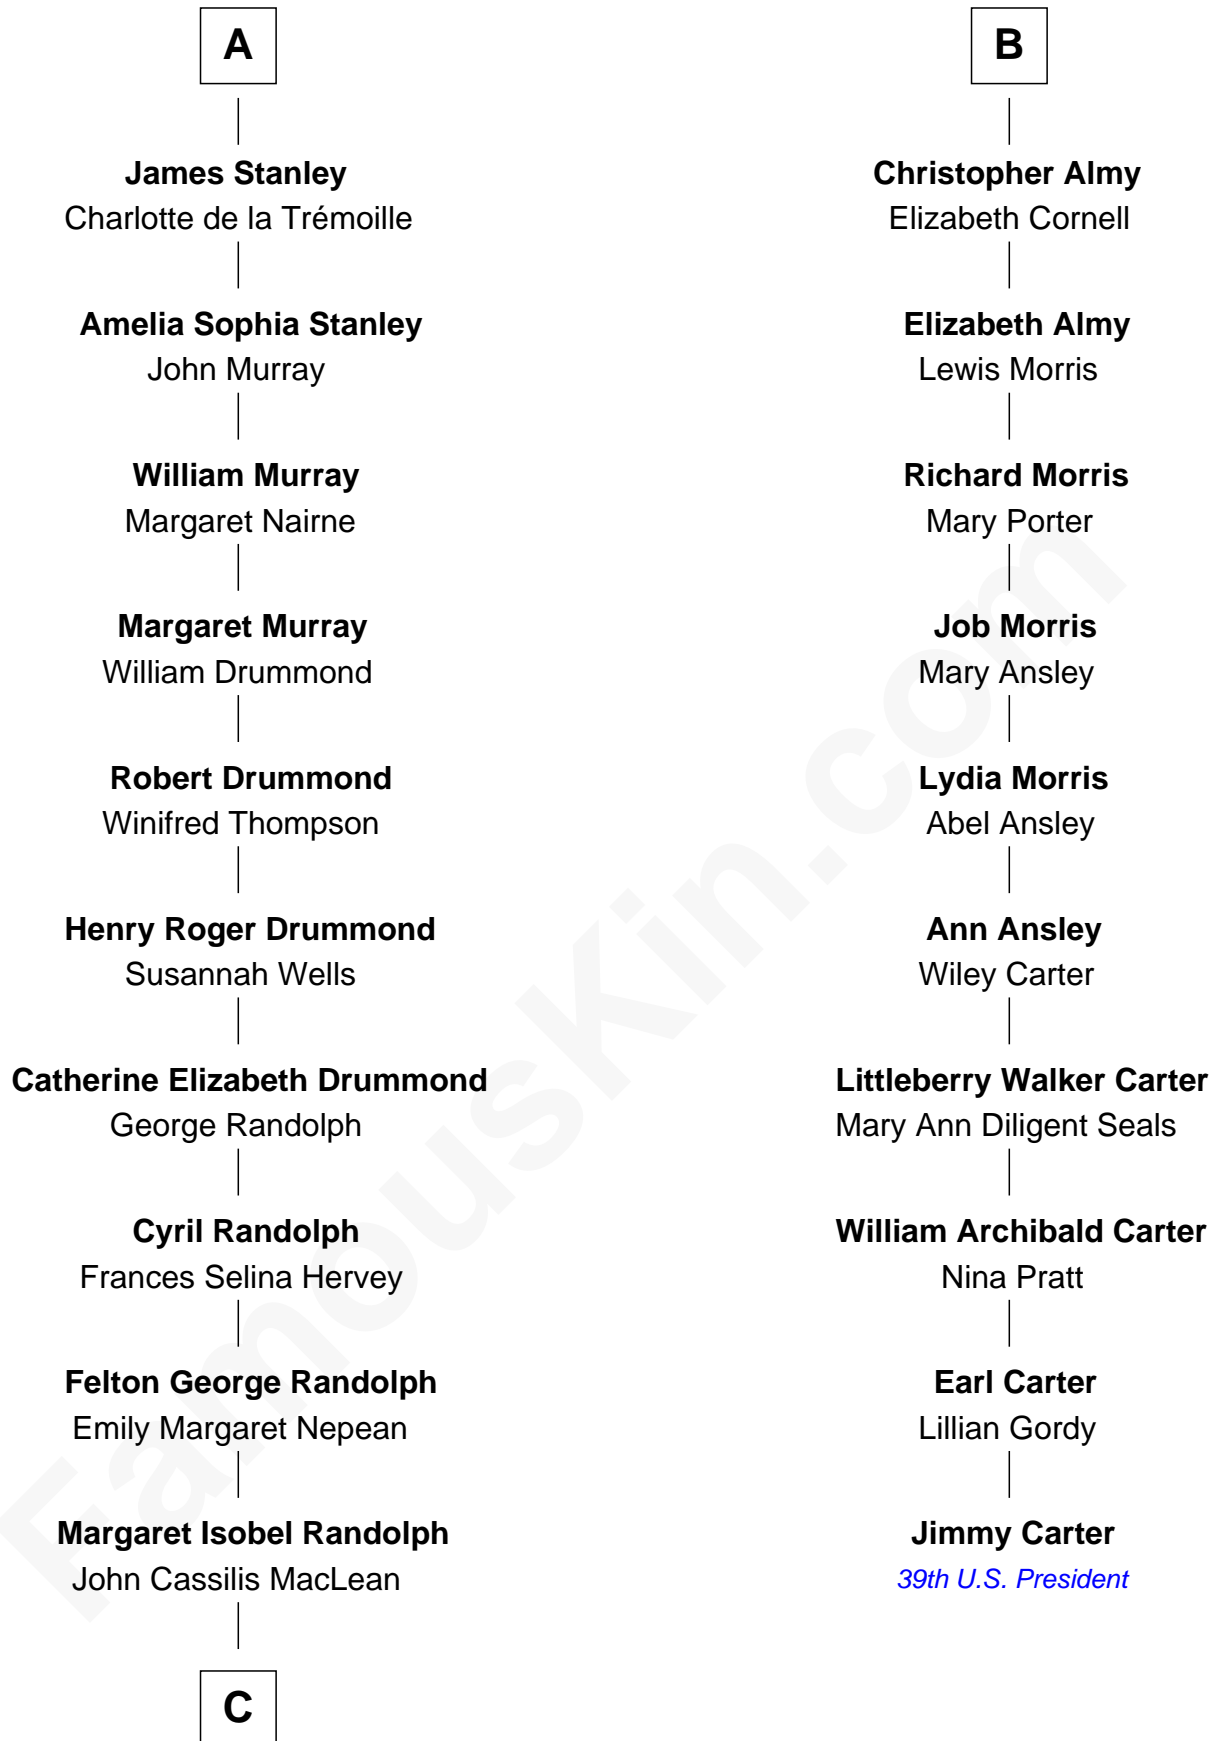 A
James Stanley
Charlotte de la Trémoille
Amelia Sophia Stanley
John Murray
William Murray
Margaret Nairne
Margaret Murray
William Drummond
Robert Drummond
Winifred Thompson
Henry Roger Drummond
Susannah Wells
Catherine Elizabeth Drummond
George Randolph
Cyril Randolph
Frances Selina Hervey
Felton George Randolph
Emily Margaret Nepean
Margaret Isobel Randolph
John Cassilis MacLean
C
B
Christopher Almy
Elizabeth Cornell
Elizabeth Almy
Lewis Morris
Richard Morris
Mary Porter
Job Morris
Mary Ansley
Lydia Morris
Abel Ansley
Ann Ansley
Wiley Carter
Littleberry Walker Carter
Mary Ann Diligent Seals
William Archibald Carter
Nina Pratt
Earl Carter
Lillian Gordy
Jimmy Carter
39th U.S. President
FamousKin.com